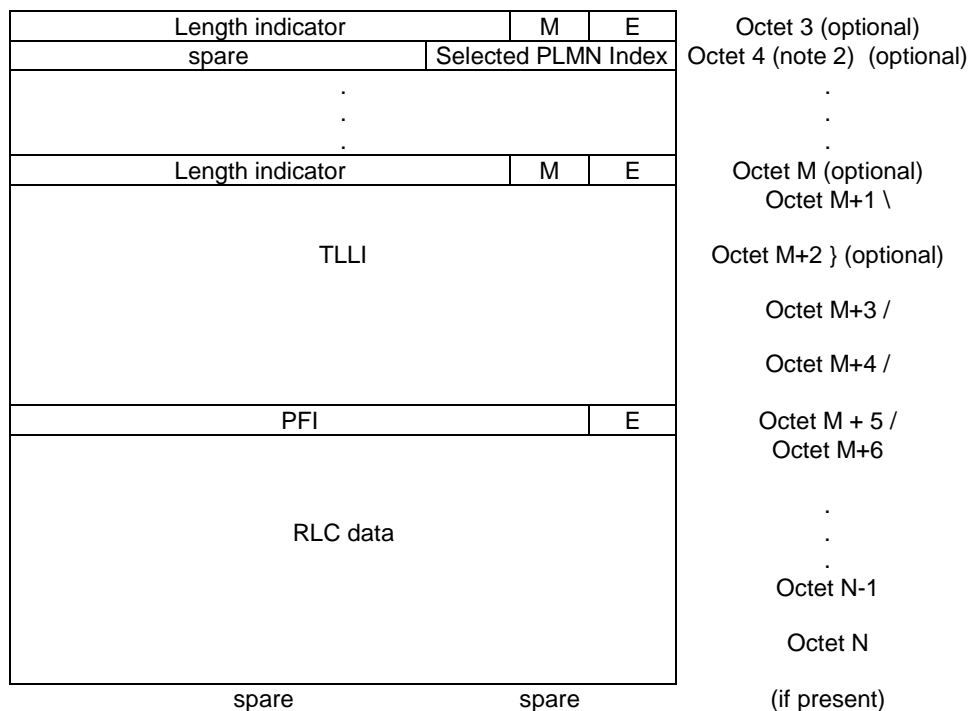 Length indicator M E Octet 3 (optional)
spare Selected PLMN Index Octet 4 (note 2) (optional)
. .
. .
. .
Length indicator M E Octet M (optional)
Octet M+1 \
TLLI Octet M+2 } (optional)
Octet M+3 /
Octet M+4 /
PFI E Octet M + 5 /
Octet M+6
.
RLC data .
.
Octet N-1
Octet N
spare spare (if present)